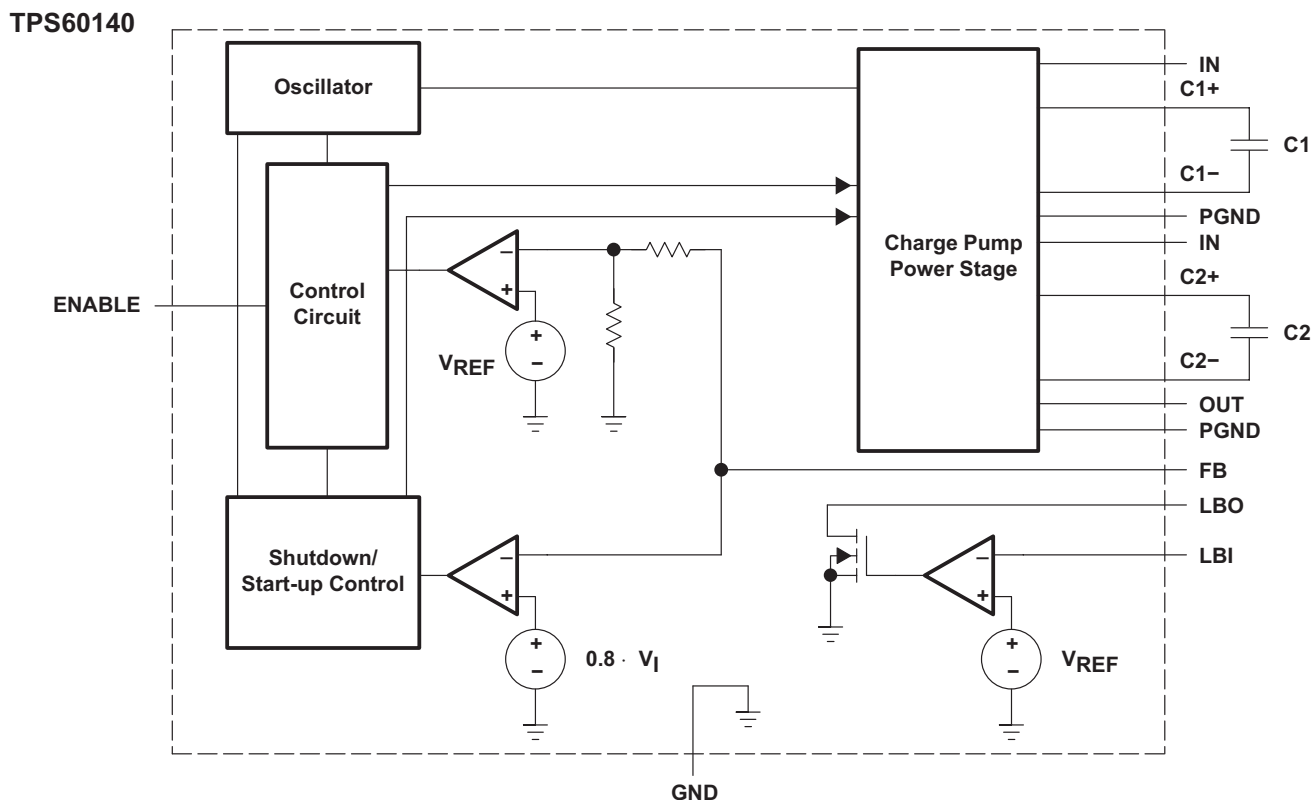 TPS60140
Oscillator
IN
C1+
C1
C1−
PGND
IN
Charge Pump
Power Stage
C2+
C2
C2−
OUT
PGND
ENABLE
Control
Circuit
−
+
+
−
VREF
FB
LBO
LBI
Shutdown/
Start-up Control
−
+
+
−
0.8 · VI
−
+
+
−
VREF
GND